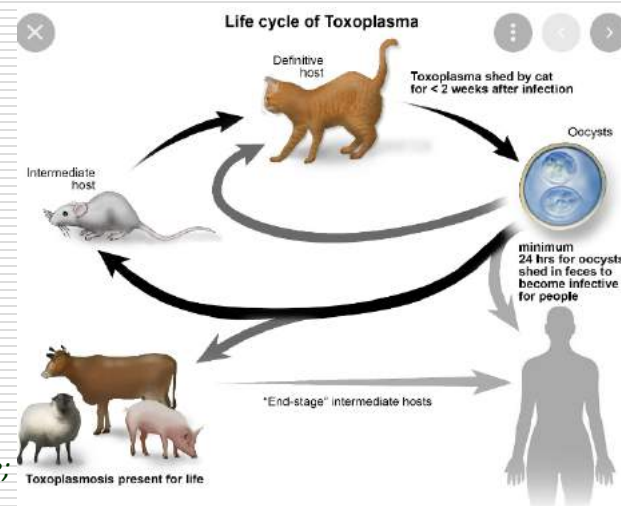 Life cycle of Toxoplasma
Definitive
host
Toxoplasma shed by cat
for < 2 weeks after infection
Oocysts
Intermediate
host
minimum
24 hrs for oocysts
shed in feces to
become infective
for people
"End-stage" intermediate hosts
Toxoplasmosis present for life